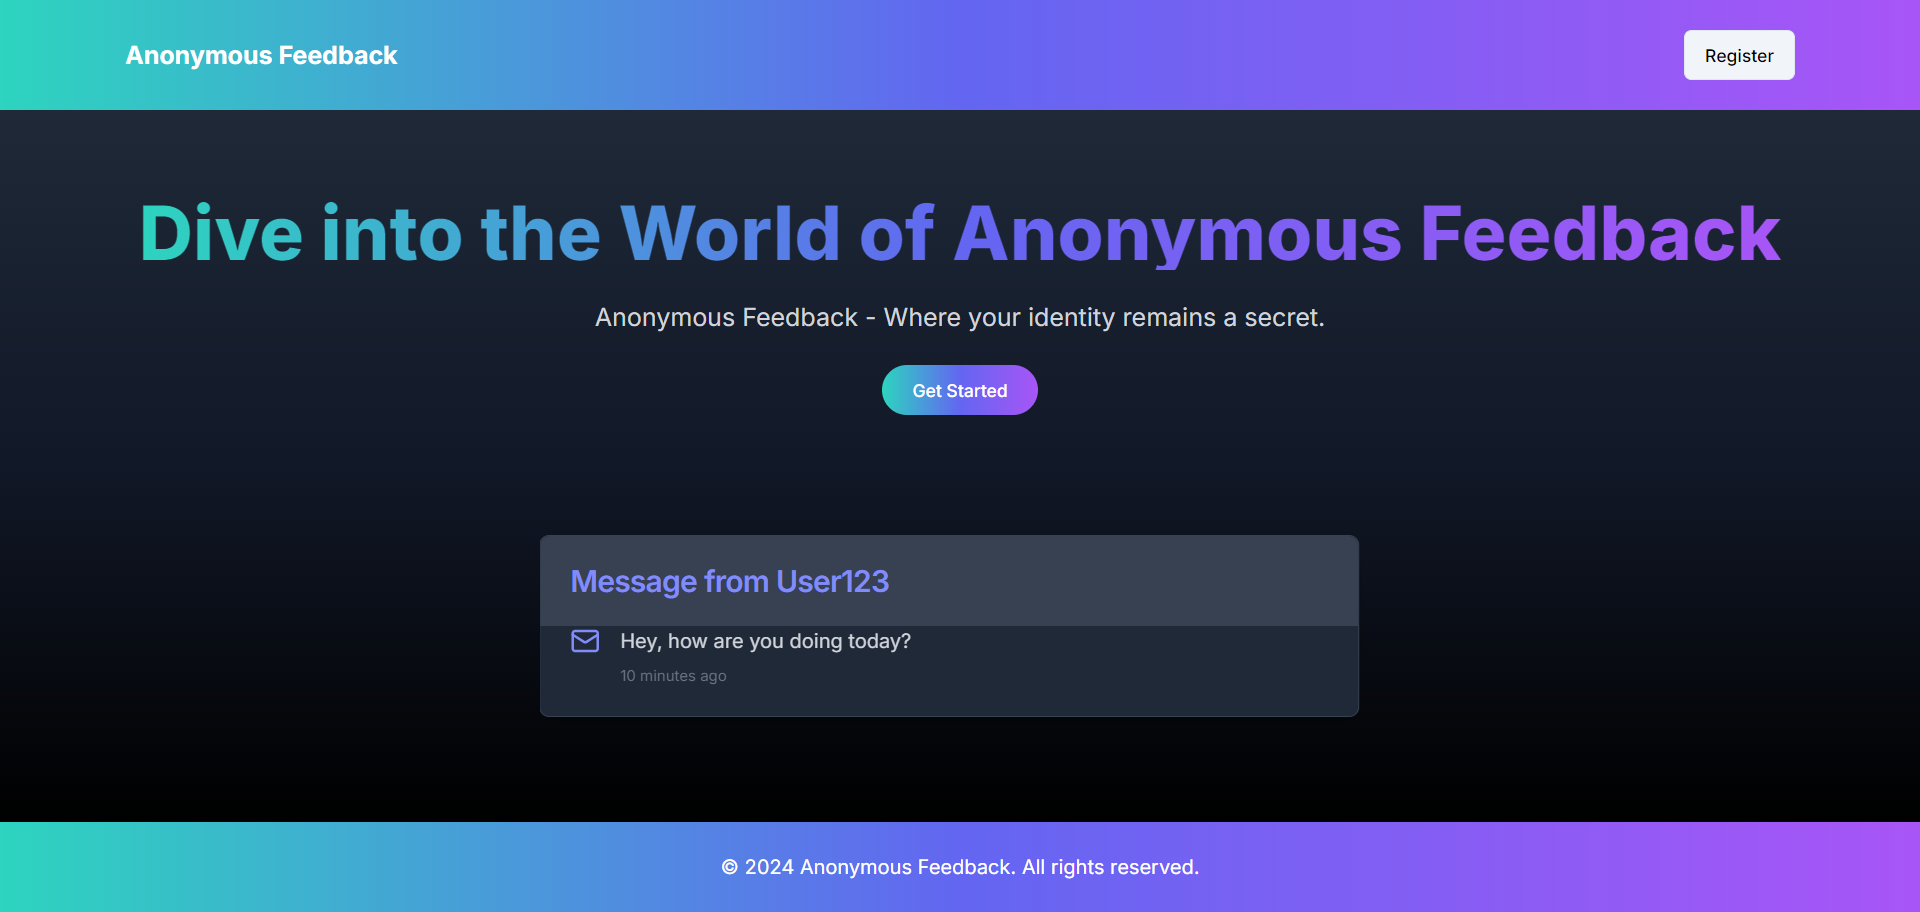 Anonymous Feedback
Register
Dive into the World of Anonymous Feedback
Anonymous Feedback - Where your identity remains a secret.
Get Started
Message from User123
Hey, how are you doing today?
10 minutes ago
© 2024 Anonymous Feedback. All rights reserved.